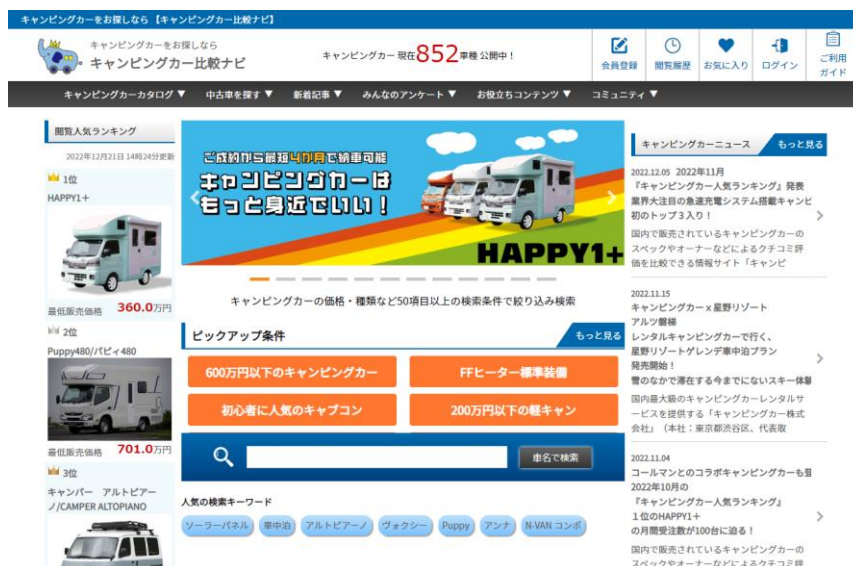 キャンピングカーをお探しなら 【キャンピングカー比較ナビ】
キャンピングカーをお探しなら
キャンピングカー比較ナビ
キャンピングカー 現在852車種 公開中！
会員登録
閲覧履歴
お気に入り
ログイン
ご利用
ガイド
キャンピングカーカタログ ▼ 中古車を探す ▼ 新着記事 ▼ みんなのアンケート ▼ お役立ちコンテンツ ▼ コミュニティ ▼
閲覧人気ランキング
2022年12月21日 14時24分更新
1位
HAPPY1+
最低販売価格 360.0万円
2位
Puppy480/パピィ480
最低販売価格 701.0万円
3位
キャンパー アルトピアー
ノ/CAMPER ALTOPIANO
ご成約から最短4か月で納車可能
キャンピングカーは
もっと身近でいい！
HAPPY1+
キャンピングカーの価格・種類など50項目以上の検索条件で絞り込み検索
ピックアップ条件
もっと見る
600万円以下のキャンピングカー
FFヒーター標準装備
初心者に人気のキャブコン
200万円以下の軽キャン
車名で検索
人気の検索キーワード
ソーラーパネル 車中泊 アルトピアーノ ヴォクシー Puppy アンナ N-VAN コンポ
キャンピングカーニュース
もっと見る
2022.12.05 2022年11月
『キャンピングカー人気ランキング』発表
業界大注目の急速充電システム搭載キャンピ
初のトップ３入り！
国内で販売されているキャンピングカーの
スペックやオーナーなどによるクチコミ評
価を比較できる情報サイト「キャンピ
2022.11.15
キャンピングカー x 星野リゾート
アルツ磐梯
レンタルキャンピングカーで行く、
星野リゾートゲレンデ車中泊プラン
発売開始！
雪のなかで滞在する今までにないスキー体験
国内最大級のキャンピングカーレンタルサ
ービスを提供する「キャンピングカー株式
会社」（本社：東京都渋谷区、代表取
2022.11.04
コールマンとのコラボキャンピングカーも登
2022年10月の
『キャンピングカー人気ランキング』
１位のHAPPY1+
の月間受注数が100台に迫る！
国内で販売されているキャンピングカーの
スペックやオーナーなどによるクチコミ評